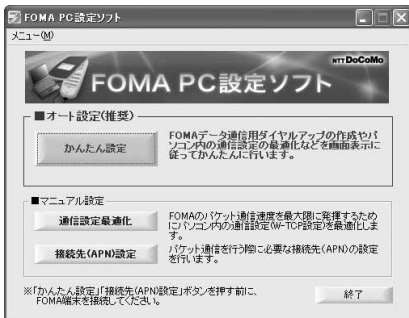 FOMA PC設定ソフト
メニュー(M)
NTT DoCoMo
FOMA PC設定ソフト
■オート設定(推奨)
かんたん設定
FOMAデータ通信用ダイヤルアップの作成やパ
ソコン内の通信設定の最適化などを画面表示に
従ってかんたんに行います。
■マニュアル設定
通信設定最適化
FOMAのパケット通信速度を最大限に発揮するため
にパソコン内の通信設定(W-TCP設定)を最適化しま
す。
接続先(APN)設定
パケット通信を行う際に必要な接続先(APN)の設定
を行います。
※「かんたん設定」「接続先(APN)設定」ボタンを押す前に、
FOMA端末を接続してください。
終了